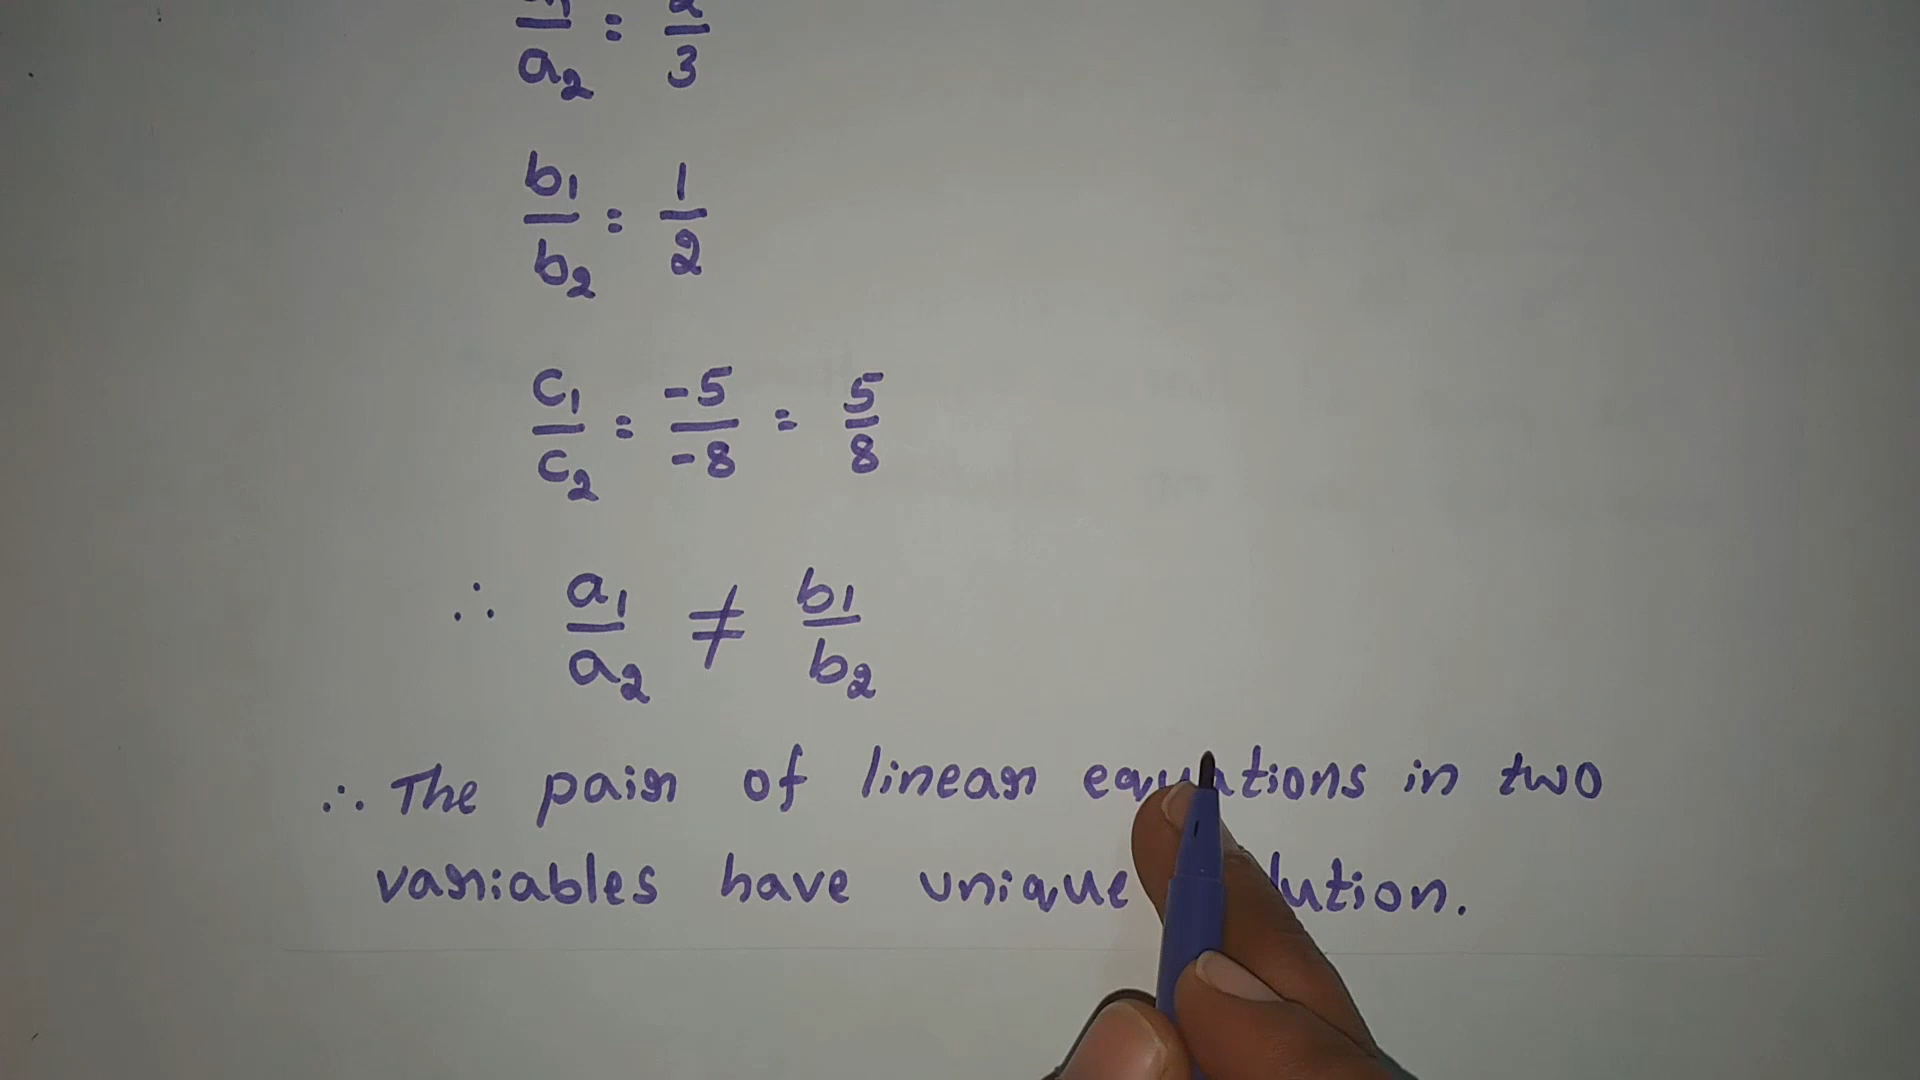 a2 = 2/3
b1/b2 = 1/2
c1/c2 = -5/-8 = 5/8
∴ a1/a2 ≠ b1/b2
∴ The pair of linear equations in two
variables have unique